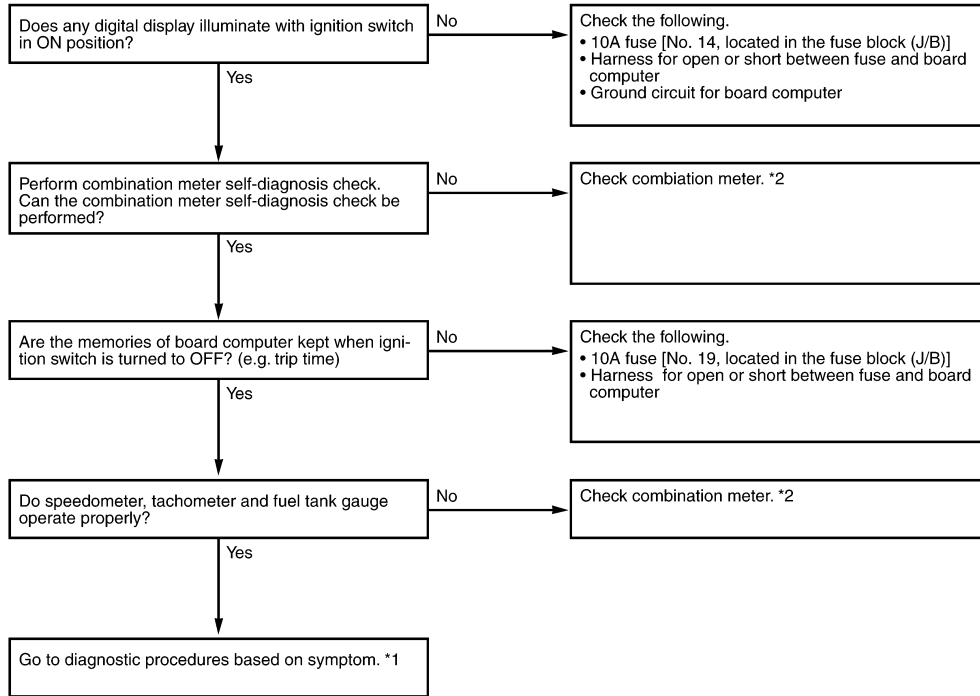 Does any digital display illuminate with ignition switch
in ON position?
No
Check the following.
• 10A fuse [No. 14, located in the fuse block (J/B)]
• Harness for open or short between fuse and board
computer
• Ground circuit for board computer
Yes
Perform combination meter self-diagnosis check.
Can the combination meter self-diagnosis check be
performed?
No
Check combiation meter. *2
Yes
Are the memories of board computer kept when igni-
tion switch is turned to OFF? (e.g. trip time)
No
Check the following.
• 10A fuse [No. 19, located in the fuse block (J/B)]
• Harness for open or short between fuse and board
computer
Yes
Do speedometer, tachometer and fuel tank gauge
operate properly?
No
Check combination meter. *2
Yes
Go to diagnostic procedures based on symptom. *1